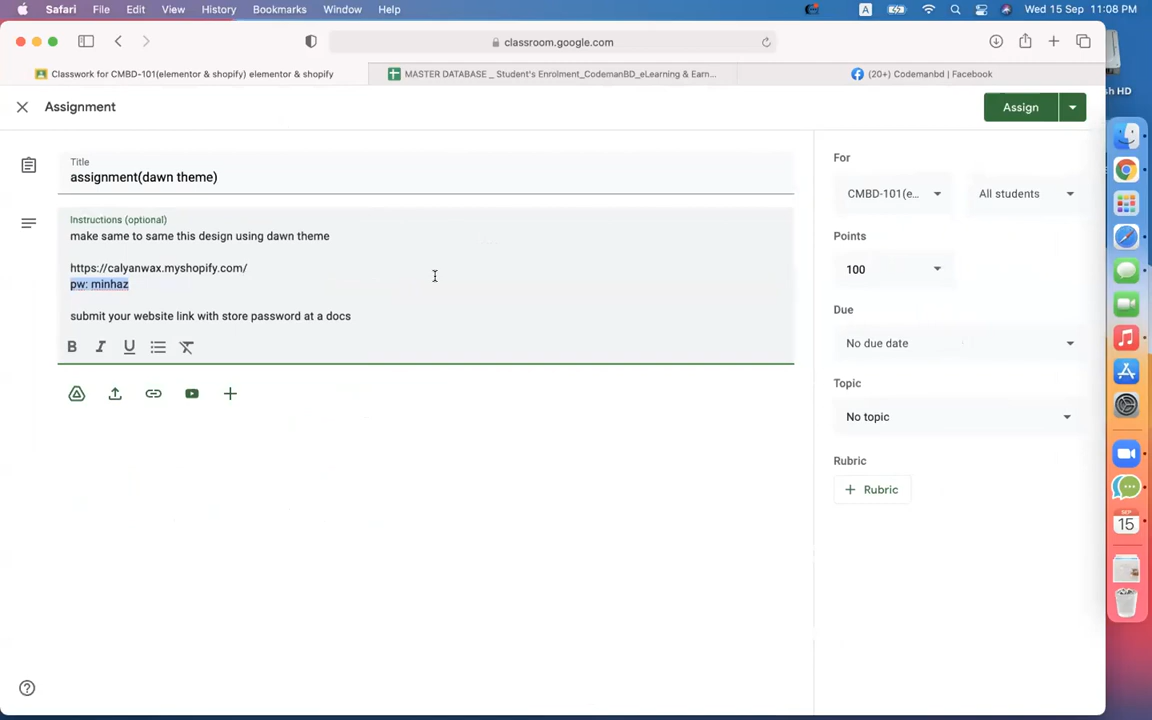 Safari File Edit View History Bookmarks Window Help
A Wed 15 Sep 11:08 PM
classroom.google.com
Classwork for CMBD-101(elementor & shopify) elementor & shopify
MASTER DATABASE _ Student's Enrolment_CodemanBD_eLearning & Earn...
(20+) Codemanbd | Facebook
sh HD
Assignment
Assign
Title
assignment(dawn theme)
Instructions (optional)
make same to same this design using dawn theme
https://calyanwax.myshopify.com/
pw: minhaz
submit your website link with store password at a docs
B I U
For
CMBD-101(e...
All students
Points
100
Due
No due date
Topic
No topic
Rubric
+ Rubric
SEP
15